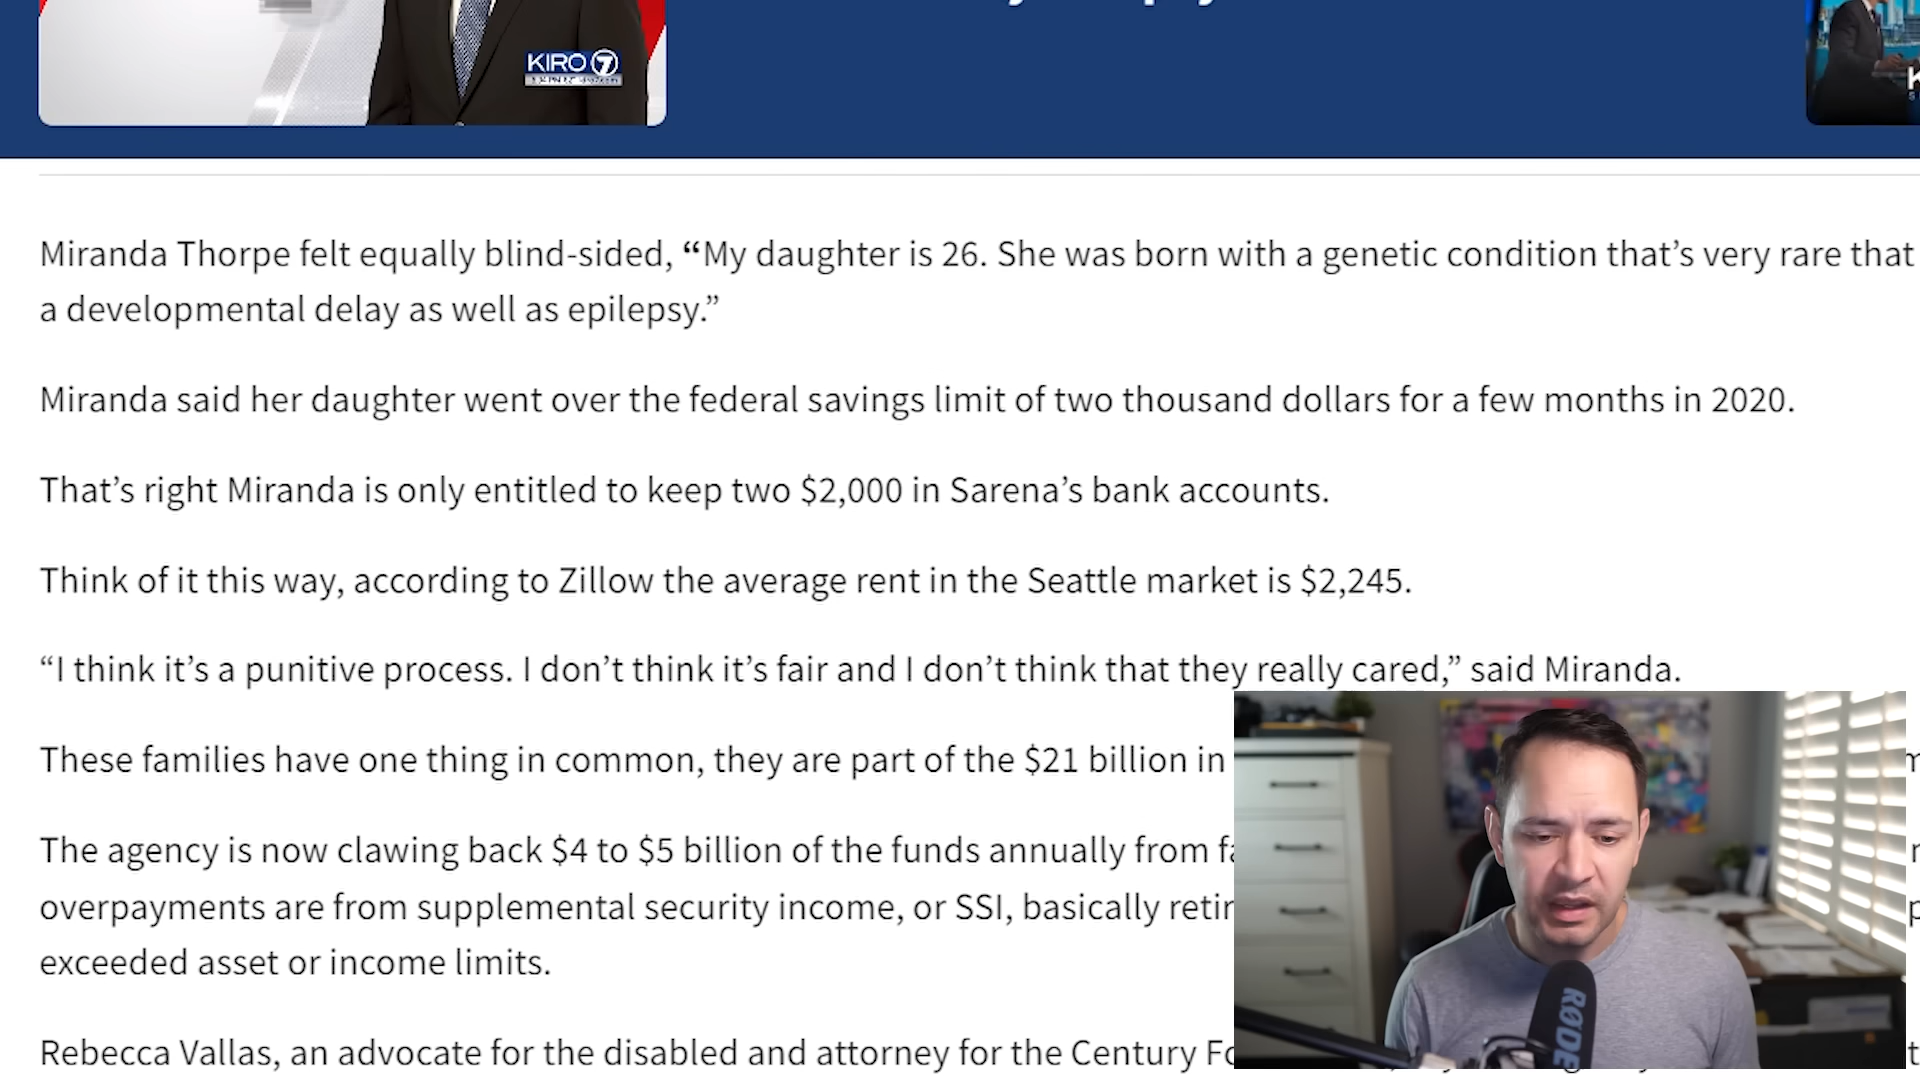 KIRO 7
Miranda Thorpe felt equally blind-sided, “My daughter is 26. She was born with a genetic condition that’s very rare that
a developmental delay as well as epilepsy.”
Miranda said her daughter went over the federal savings limit of two thousand dollars for a few months in 2020.
That’s right Miranda is only entitled to keep two $2,000 in Sarena’s bank accounts.
Think of it this way, according to Zillow the average rent in the Seattle market is $2,245.
“I think it’s a punitive process. I don’t think it’s fair and I don’t think that they really cared,” said Miranda.
These families have one thing in common, they are part of the $21 billion in
The agency is now clawing back $4 to $5 billion of the funds annually from
overpayments are from supplemental security income, or SSI, basically
exceeded asset or income limits.
Rebecca Vallas, an advocate for the disabled and attorney for the Century
RØDE